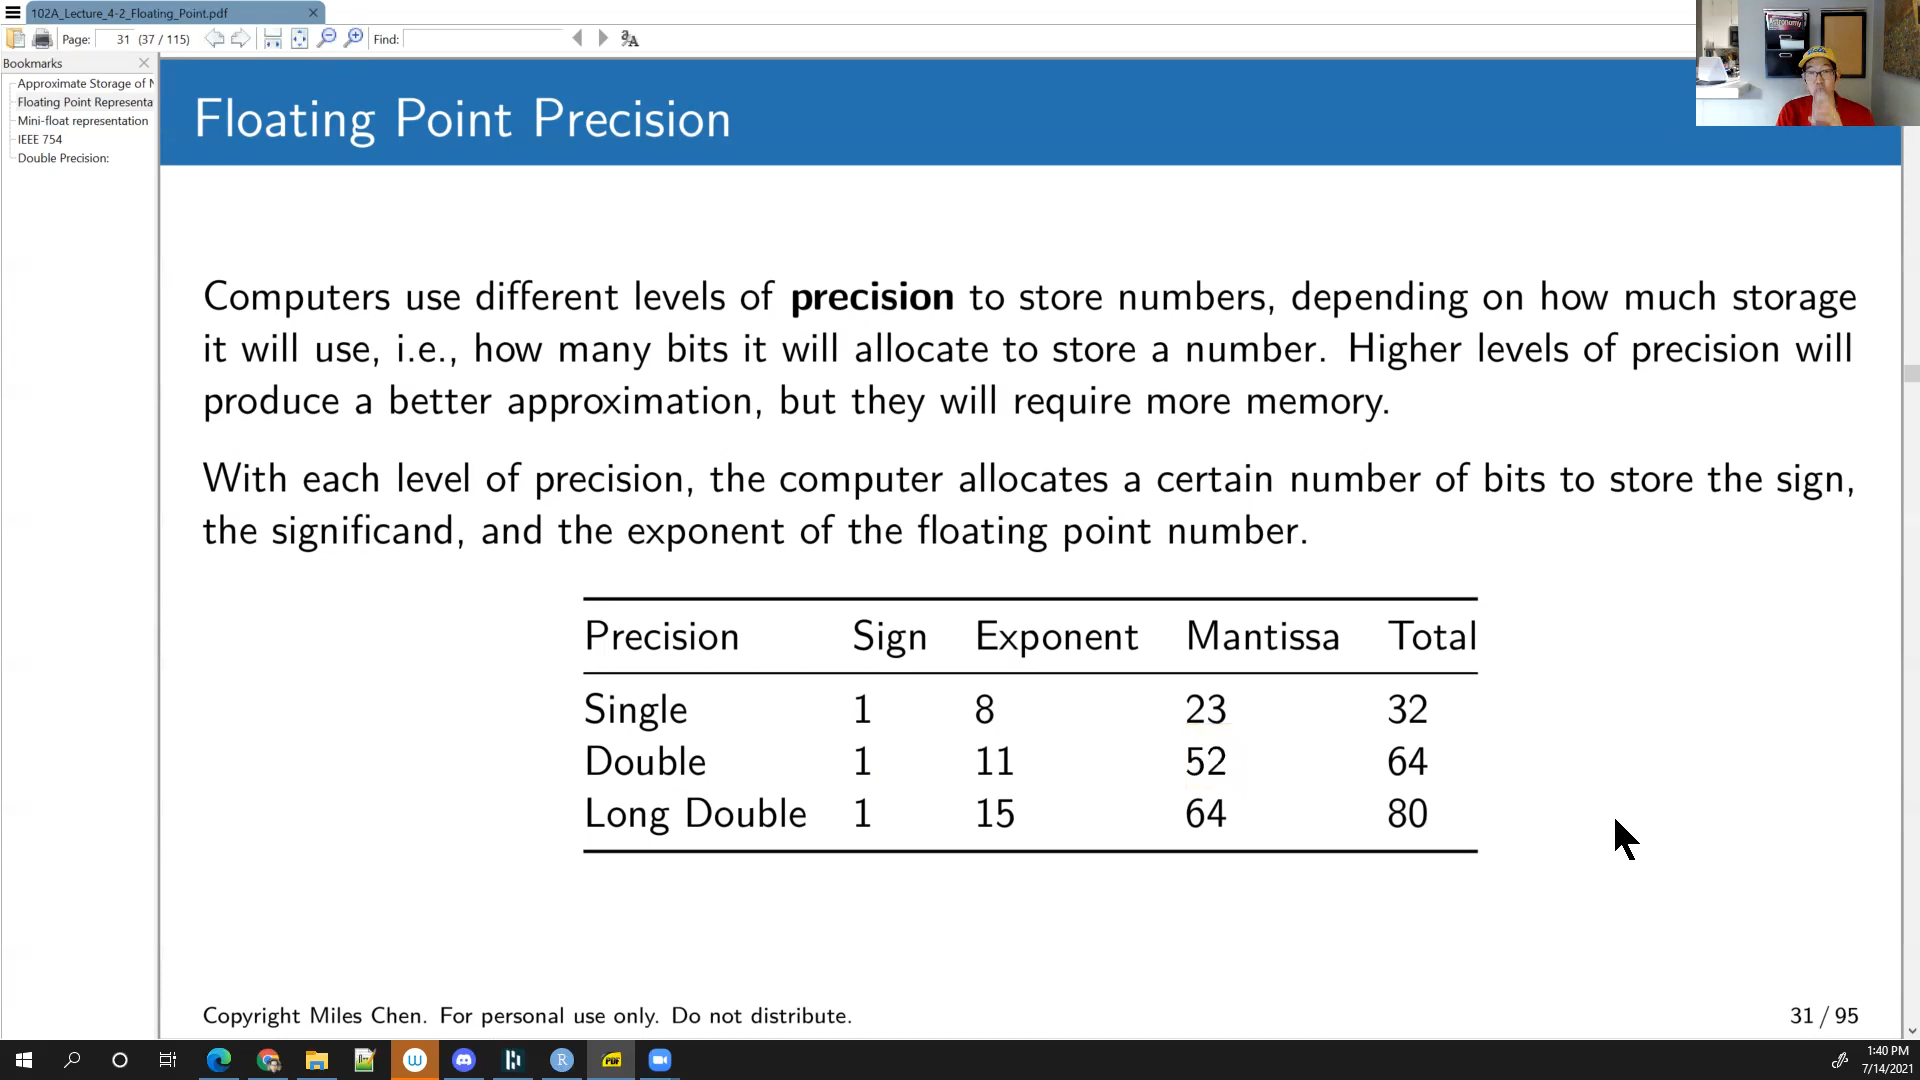 102A_Lecture_4-2_Floating_Point.pdf
Page: 31 (37 / 115) Find:
Bookmarks
Approximate Storage of N
Floating Point Representa
Mini-float representation
IEEE 754
Double Precision:
Floating Point Precision
Computers use different levels of precision to store numbers, depending on how much storage
it will use, i.e., how many bits it will allocate to store a number. Higher levels of precision will
produce a better approximation, but they will require more memory.
With each level of precision, the computer allocates a certain number of bits to store the sign,
the significand, and the exponent of the floating point number.
Precision Sign Exponent Mantissa Total
Single 1 8 23 32
Double 1 11 52 64
Long Double 1 15 64 80
Copyright Miles Chen. For personal use only. Do not distribute.
31 / 95
1:40 PM
7/14/2021